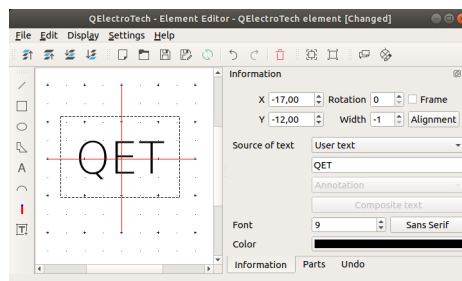 QElectroTech - Element Editor - QElectroTech element [Changed]
File Edit Display Settings Help
Information
X -17,00 Rotation 0 Frame
Y -12,00 Width -1 Alignment
Source of text User text
QET
Annotation
Composite text
Font 9 Sans Serif
Color
Information Parts Undo
QET
A
T